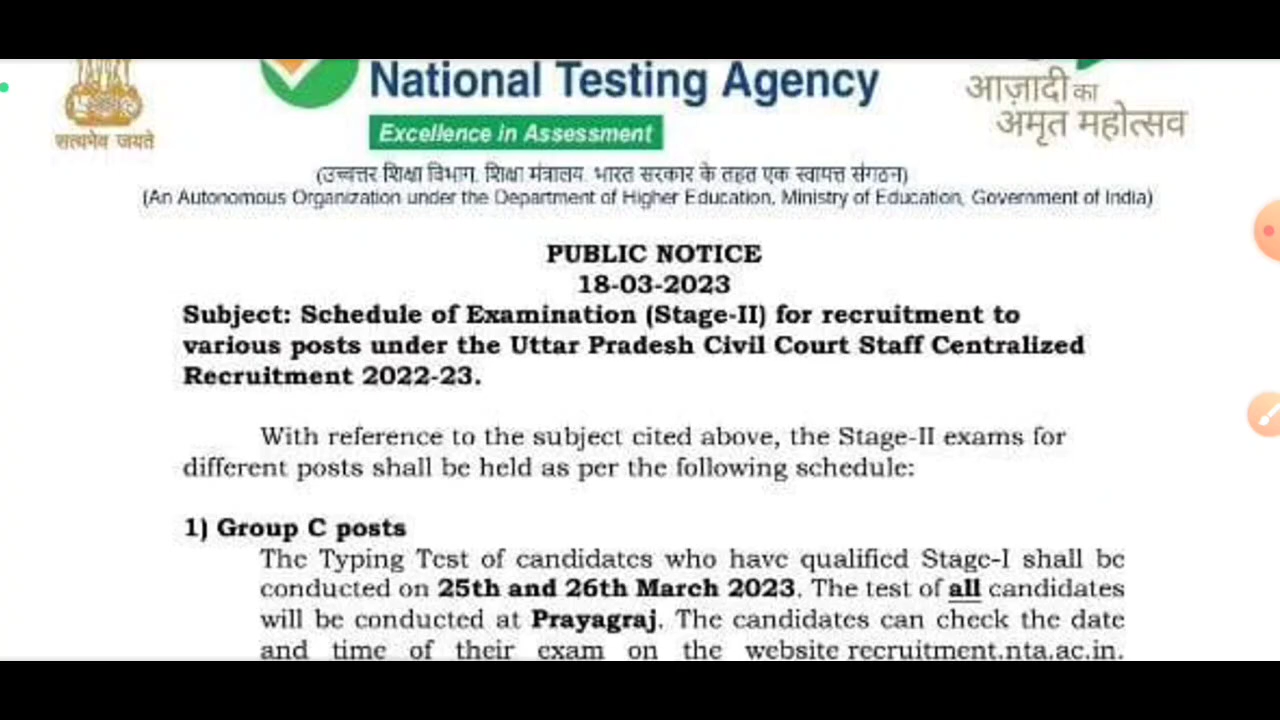 National Testing Agency
Excellence in Assessment
सत्यमेव जयते
आज़ादी का
अमृत महोत्सव
(उच्चत्तर शिक्षा विभाग, शिक्षा मंत्रालय, भारत सरकार के तहत एक स्वायत्त संगठन)
(An Autonomous Organization under the Department of Higher Education, Ministry of Education, Government of India)
PUBLIC NOTICE
18-03-2023
Subject: Schedule of Examination (Stage-II) for recruitment to
various posts under the Uttar Pradesh Civil Court Staff Centralized
Recruitment 2022-23.
With reference to the subject cited above, the Stage-II exams for
different posts shall be held as per the following schedule:
1) Group C posts
The Typing Test of candidates who have qualified Stage-I shall be
conducted on 25th and 26th March 2023. The test of all candidates
will be conducted at Prayagraj. The candidates can check the date
and time of their exam on the website recruitment.nta.ac.in.